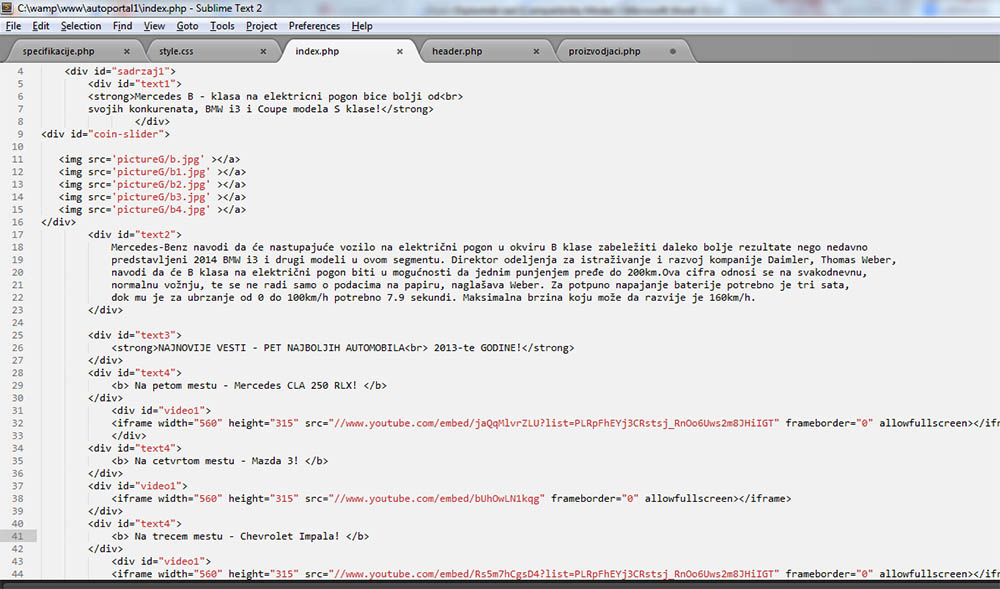 C:\wamp\www\autoportal1\index.php - Sublime Text 2
File Edit Selection Find View Goto Tools Project Preferences Help
specifikacije.php × style.css × index.php × header.php × proizvodjaci.php
4 <div id="sadrzaj1">
5 <div id="text1">
6 <strong>Mercedes B - klasa na elektricni pogon bice bolji od<br>
7 svojih konkurenata, BMW i3 i Coupe modela S klase!</strong>
8 </div>
9 <div id="coin-slider">
10
11 <img src='pictureG/b.jpg' ></a>
12 <img src='pictureG/b1.jpg' ></a>
13 <img src='pictureG/b2.jpg' ></a>
14 <img src='pictureG/b3.jpg' ></a>
15 <img src='pictureG/b4.jpg' ></a>
16 </div>
17 <div id="text2">
18 Mercedes-Benz navodi da će nastupajuće vozilo na električni pogon u okviru B klase zabeležiti daleko bolje rezultate nego nedavno
19 predstavljeni 2014 BMW i3 i drugi modeli u ovom segmentu. Direktor odeljenja za istraživanje i razvoj kompanije Daimler, Thomas Weber,
20 navodi da će B klasa na električni pogon biti u mogućnosti da jednim punjenjem pređe do 200km.Ova cifra odnosi se na svakodnevnu,
21 normalnu vožnju, te se ne radi samo o podacima na papiru, naglašava Weber. Za potpuno napajanje baterije potrebno je tri sata,
22 dok mu je za ubrzanje od 0 do 100km/h potrebno 7.9 sekundi. Maksimalna brzina koju može da razvije je 160km/h.
23 </div>
24
25 <div id="text3">
26 <strong>NAJNOVIJE VESTI - PET NAJBOLJIH AUTOMOBILA<br> 2013-te GODINE!</strong>
27 </div>
28 <div id="text4">
29 <b> Na petom mestu - Mercedes CLA 250 RLX! </b>
30 </div>
31 <div id="video1">
32 <iframe width="560" height="315" src="//www.youtube.com/embed/jaQqMlvrZLU?list=PLRpFhEYj3CRstsj_RnOo6Uws2m8JHiIGT" frameborder="0" allowfullscreen></ifr
33 </div>
34 <div id="text4">
35 <b> Na cetvrtom mestu - Mazda 3! </b>
36 </div>
37 <div id="video1">
38 <iframe width="560" height="315" src="//www.youtube.com/embed/bUhOwLN1kqg" frameborder="0" allowfullscreen></iframe>
39 </div>
40 <div id="text4">
41 <b> Na trecem mestu - Chevrolet Impala! </b>
42 </div>
43 <div id="video1">
44 <iframe width="560" height="315" src="//www.youtube.com/embed/Rs5m7hCgsD4?list=PLRpFhEYj3CRstsj_RnOo6Uws2m8JHiIGT" frameborder="0" allowfullscreen></ifr